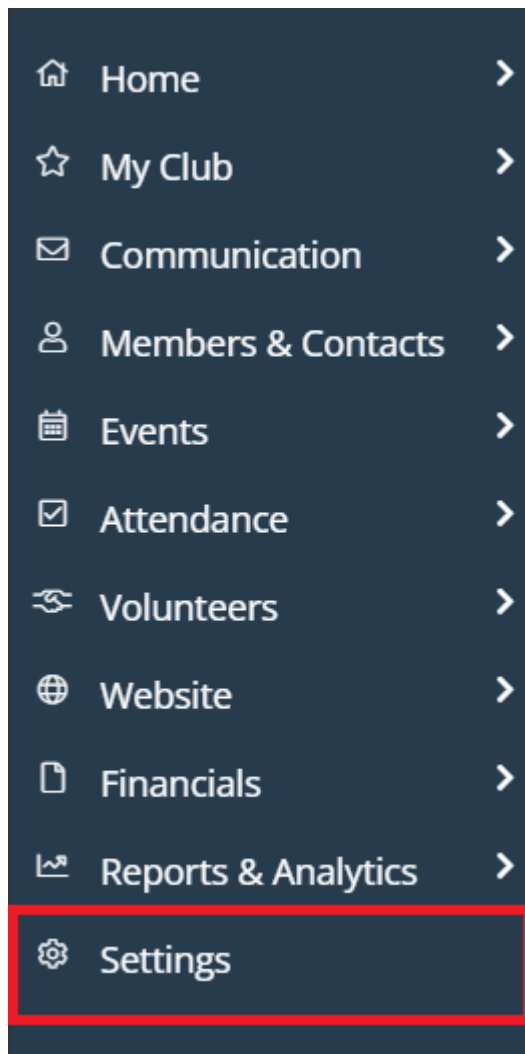 Home
My Club
Communication
Members & Contacts
Events
Attendance
Volunteers
Website
Financials
Reports & Analytics
Settings